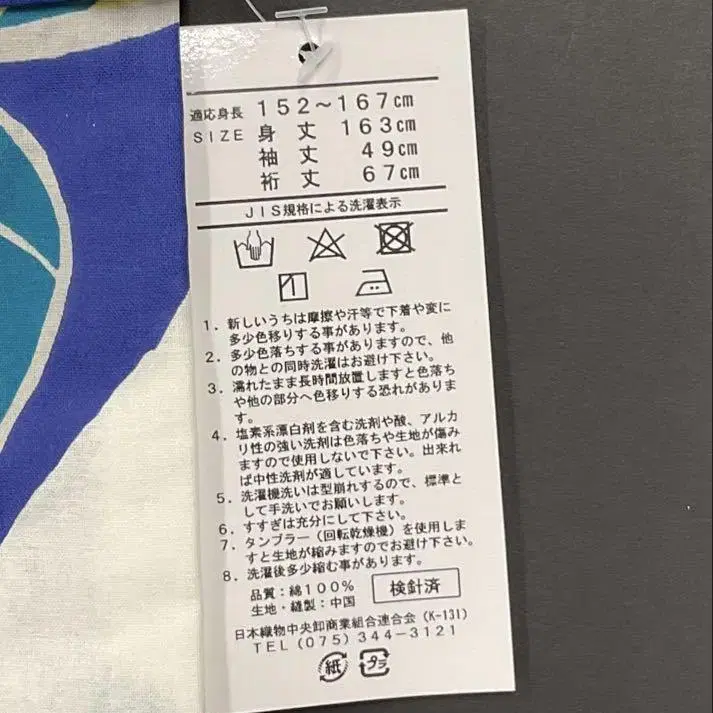 適応身長 152～167cm
SIZE 身丈 163cm
袖丈 49cm
裄丈 67cm
JIS規格による洗濯表示
1．新しいうちは摩擦や汗等で下着や変に
多少色移りする事があります。
2．多少色落ちする事がありますので、他
の物との同時洗濯はお避け下さい。
3．濡れたまま長時間放置しますと色落ち
や他の部分へ色移りする恐れがありま
す。
4．塩素系漂白剤を含む洗剤や酸、アルカ
リ性の強い洗剤は色落ちや生地が傷み
ますので使用しないで下さい。出来れ
ば中性洗剤が適しています。
5．洗濯機洗いは型崩れするので、標準と
して手洗いでお願いします。
6．すすぎは充分にして下さい。
7．タンブラー（回転乾燥機）を使用しま
すと生地が縮みますのでお避け下さい。
8．洗濯後多少縮む事があります。
品質：綿100%
生地・縫製：中国
検針済
日本織物中央卸商業組合連合会（K-131）
TEL（075）344-3121
紙 プラ